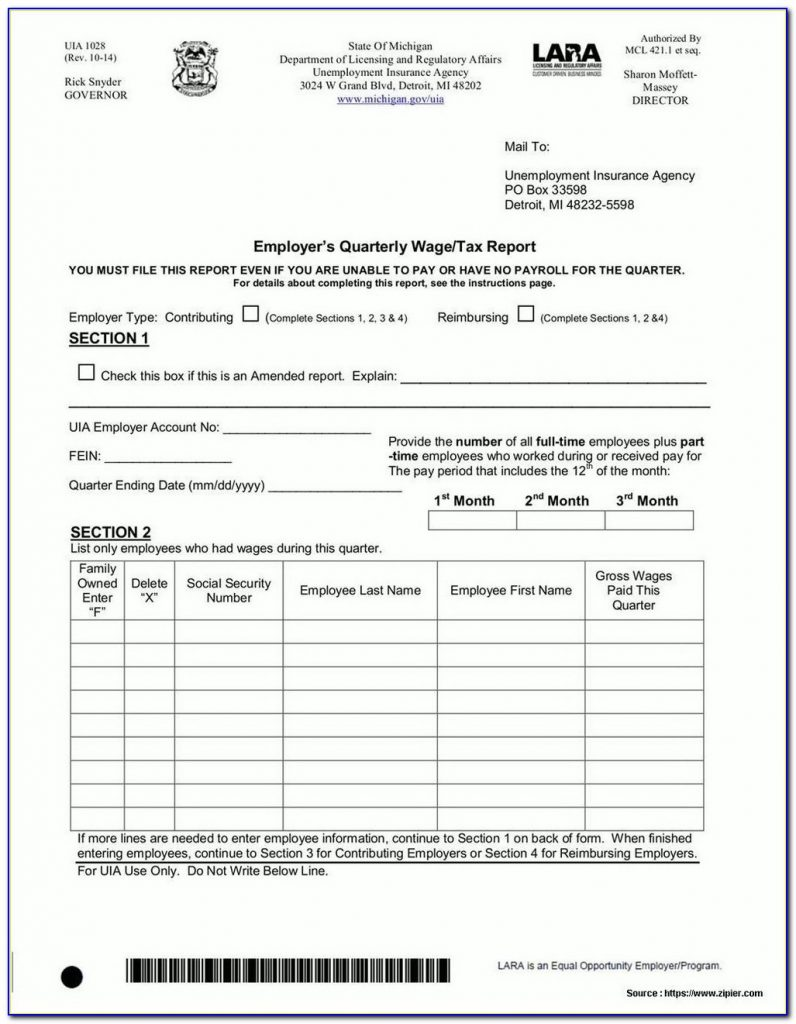 UIA 1028
(Rev. 10-14)
Rick Snyder
GOVERNOR
State Of Michigan
Department of Licensing and Regulatory Affairs
Unemployment Insurance Agency
3024 W Grand Blvd, Detroit, MI 48202
www.michigan.gov/uia
LARA
LICENSING AND REGULATORY AFFAIRS
CUSTOMER DRIVEN. BUSINESS MINDED.
Authorized By
MCL 421.1 et seq.
Sharon Moffett-
Massey
DIRECTOR
Mail To:
Unemployment Insurance Agency
PO Box 33598
Detroit, MI 48232-5598
Employer's Quarterly Wage/Tax Report
YOU MUST FILE THIS REPORT EVEN IF YOU ARE UNABLE TO PAY OR HAVE NO PAYROLL FOR THE QUARTER.
For details about completing this report, see the instructions page.
Employer Type: Contributing (Complete Sections 1, 2, 3 & 4) Reimbursing (Complete Sections 1, 2 &4)
SECTION 1
Check this box if this is an Amended report. Explain:
UIA Employer Account No:
FEIN:
Quarter Ending Date (mm/dd/yyyy)
Provide the number of all full-time employees plus part
-time employees who worked during or received pay for
The pay period that includes the 12th of the month:
1st Month 2nd Month 3rd Month
SECTION 2
List only employees who had wages during this quarter.
Family
Owned
Enter
"F"
Delete
"X"
Social Security
Number
Employee Last Name
Employee First Name
Gross Wages
Paid This
Quarter
If more lines are needed to enter employee information, continue to Section 1 on back of form. When finished
entering employees, continue to Section 3 for Contributing Employers or Section 4 for Reimbursing Employers.
For UIA Use Only. Do Not Write Below Line.
LARA is an Equal Opportunity Employer/Program.
Source : https://www.zipier.com